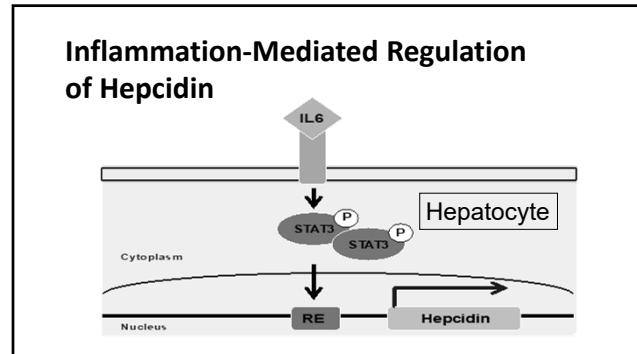 Inflammation-Mediated Regulation
of Hepcidin
IL6
Hepatocyte
P
STAT3
P
STAT3
Cytoplasm
RE
Hepcidin
Nucleus